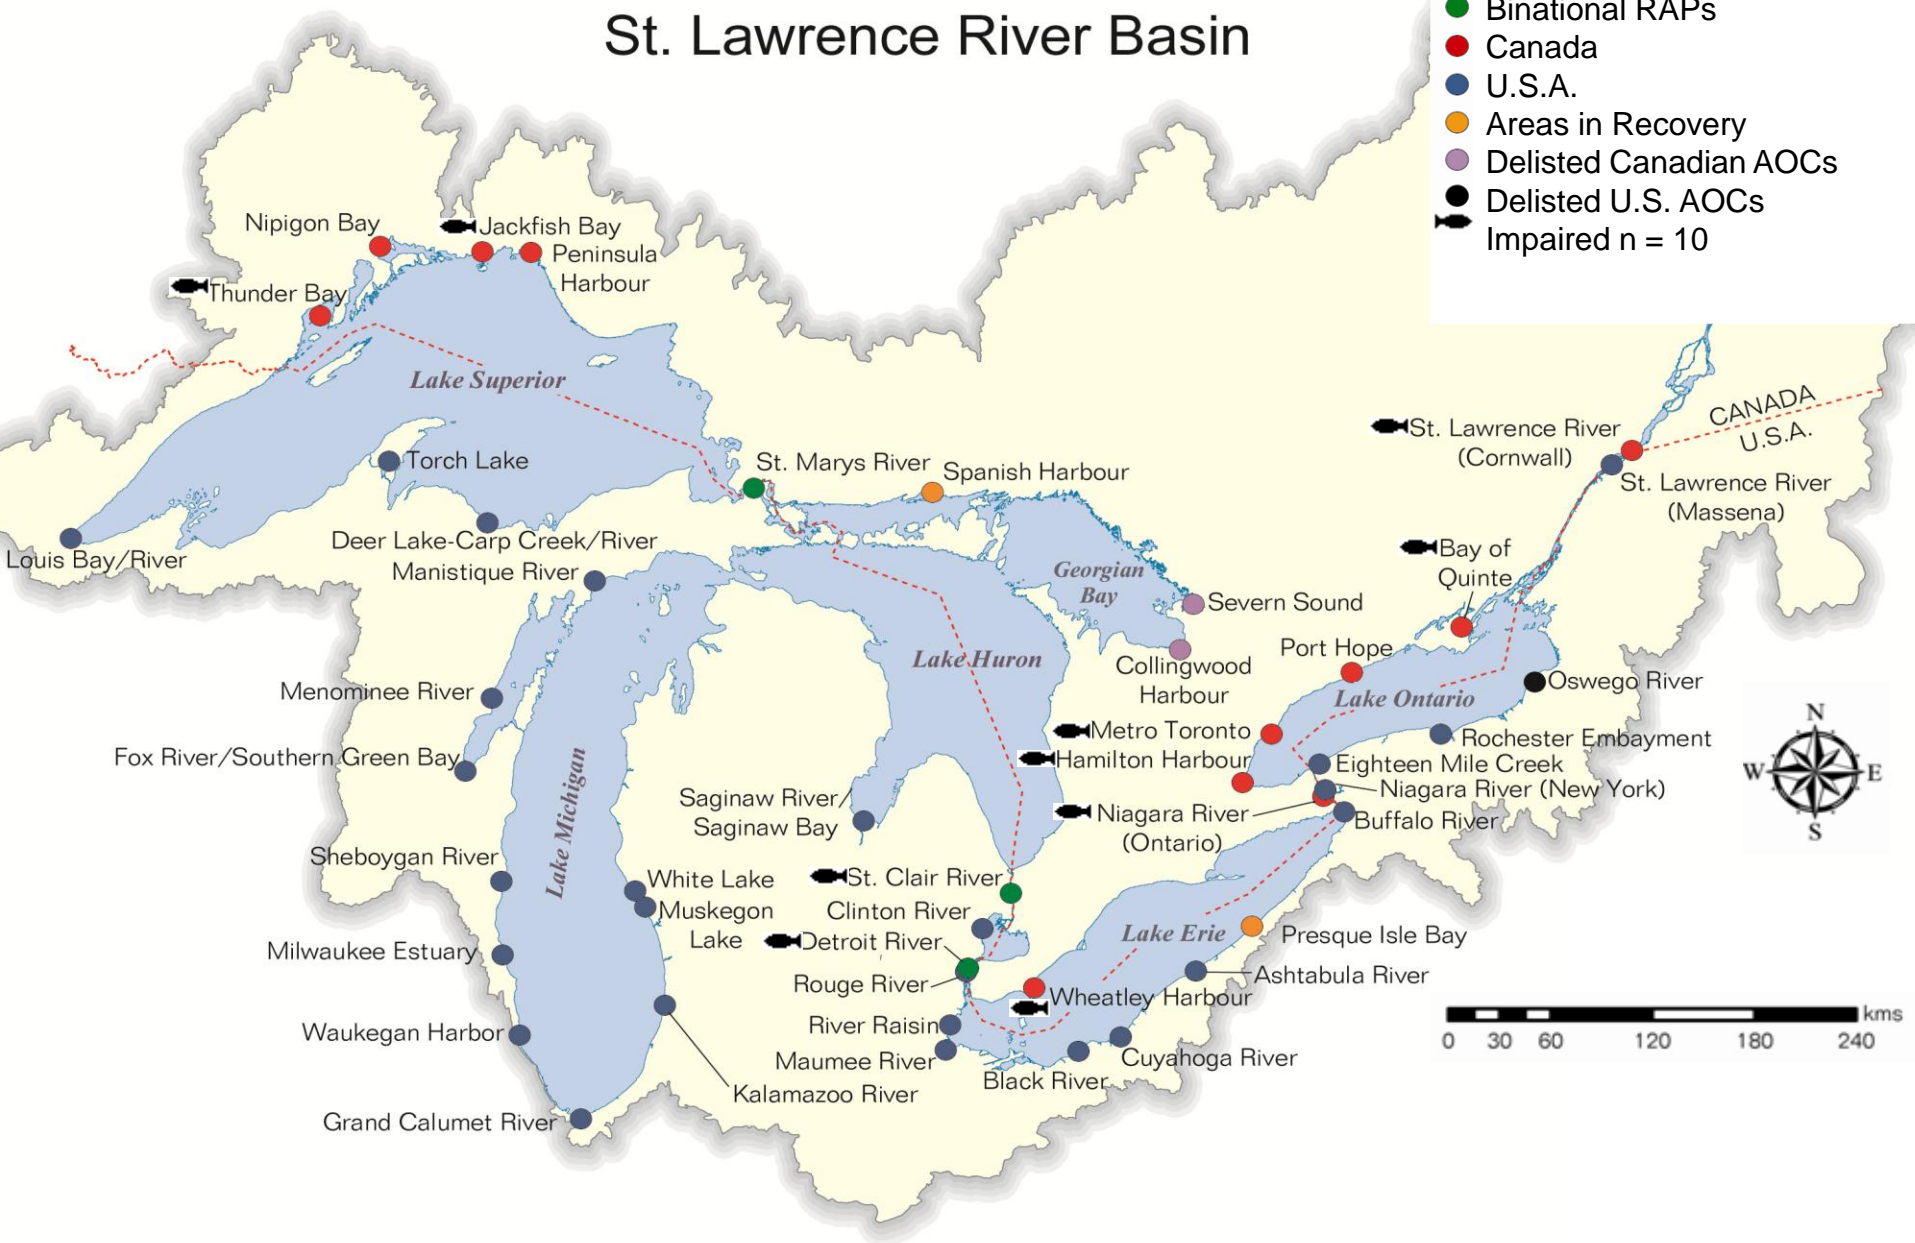 St. Lawrence River Basin
Binational RAPs
Canada
U.S.A.
Areas in Recovery
Delisted Canadian AOCs
Delisted U.S. AOCs
Impaired n = 10
Nipigon Bay
Jackfish Bay
Peninsula
Harbour
Thunder Bay
Lake Superior
CANADA
U.S.A.
St. Lawrence River
(Cornwall)
St. Lawrence River
(Massena)
Torch Lake
St. Marys River
Spanish Harbour
Louis Bay/River
Deer Lake-Carp Creek/River
Manistique River
Georgian
Bay
Severn Sound
Collingwood
Harbour
Bay of
Quinte
Port Hope
Lake Huron
Lake Ontario
Oswego River
Menominee River
Fox River/Southern Green Bay
Metro Toronto
Hamilton Harbour
Rochester Embayment
Eighteen Mile Creek
Niagara River (New York)
Niagara River
(Ontario)
Buffalo River
N
W
E
S
Lake Michigan
Saginaw River/
Saginaw Bay
Sheboygan River
White Lake
Muskegon
Lake
St. Clair River
Clinton River
Detroit River
Rouge River
Lake Erie
Presque Isle Bay
Ashtabula River
Milwaukee Estuary
Wheatley Harbour
River Raisin
Maumee River
Black River
Cuyahoga River
Waukegan Harbor
Kalamazoo River
Grand Calumet River
kms
0 30 60 120 180 240